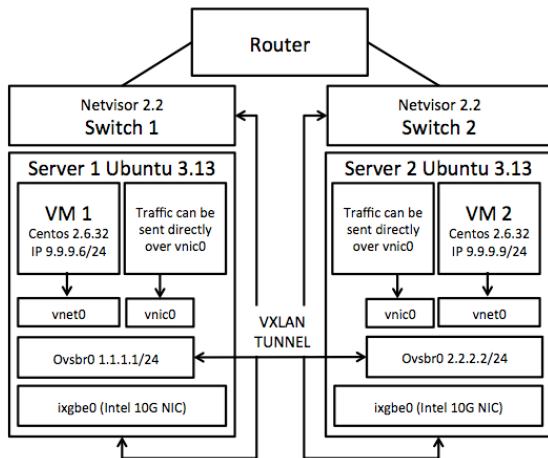 Router
Netvisor 2.2
Switch 1
Netvisor 2.2
Switch 2
Server 1 Ubuntu 3.13
VM 1
Centos 2.6.32
IP 9.9.9.6/24
Traffic can be
sent directly
over vnic0
vnet0
vnic0
Ovsbr0 1.1.1.1/24
ixgbe0 (Intel 10G NIC)
VXLAN
TUNNEL
Server 2 Ubuntu 3.13
Traffic can be
sent directly
over vnic0
VM 2
Centos 2.6.32
IP 9.9.9.9/24
vnic0
vnet0
Ovsbr0 2.2.2.2/24
ixgbe0 (Intel 10G NIC)